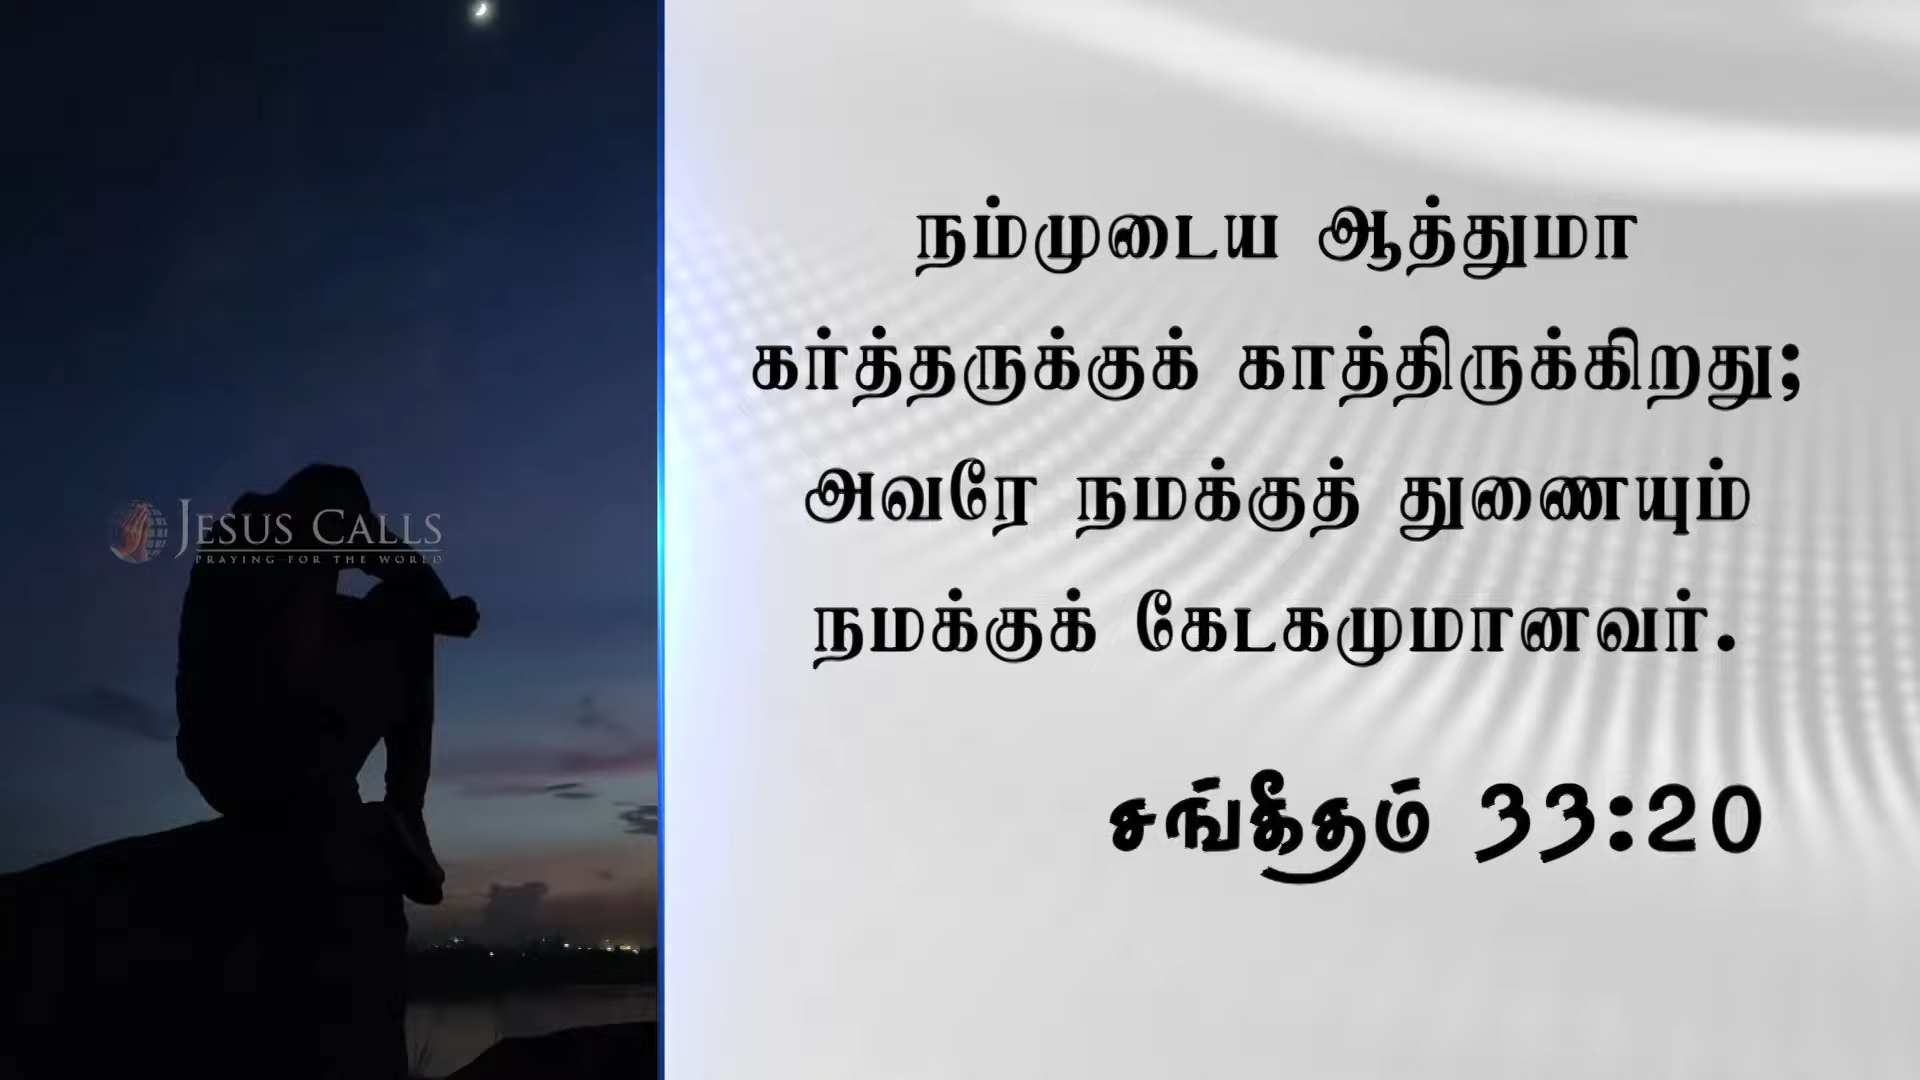 JESUS CALLS
PRAYING FOR THE WORLD
நம்முடைய ஆத்துமா
கர்த்தருக்குக் காத்திருக்கிறது;
அவரே நமக்குத் துணையும்
நமக்குக் கேடகமுமானவர்.
சங்கீதம் 33:20